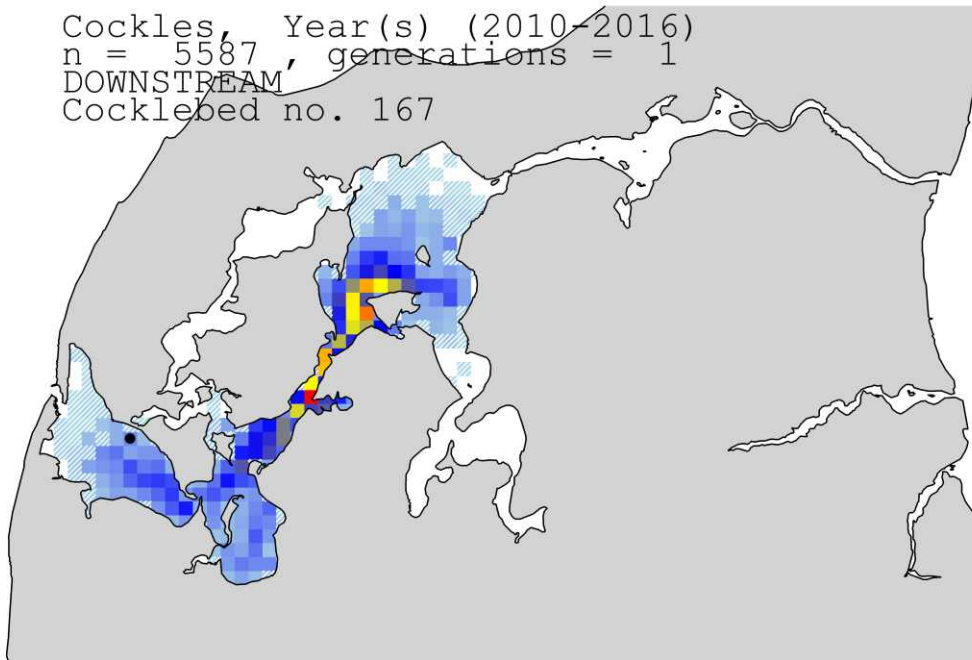 Cockles,  Year(s) (2010-2016)
n =  5587 , generations =  1
DOWNSTREAM
Cocklebed no. 167